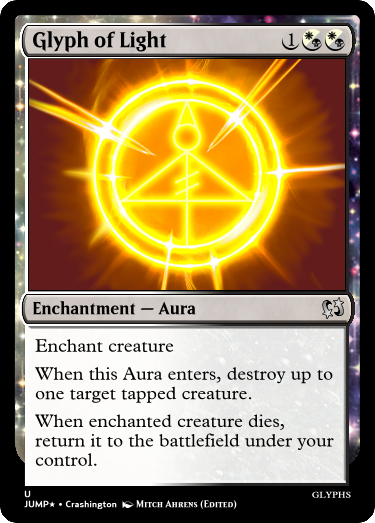 Glyph of Light 1
Enchantment — Aura
Enchant creature
When this Aura enters, destroy up to
one target tapped creature.
When enchanted creature dies,
return it to the battlefield under your
control.
U GLYPHS
JUMP★ • Crashington Mitch Ahrens (Edited)